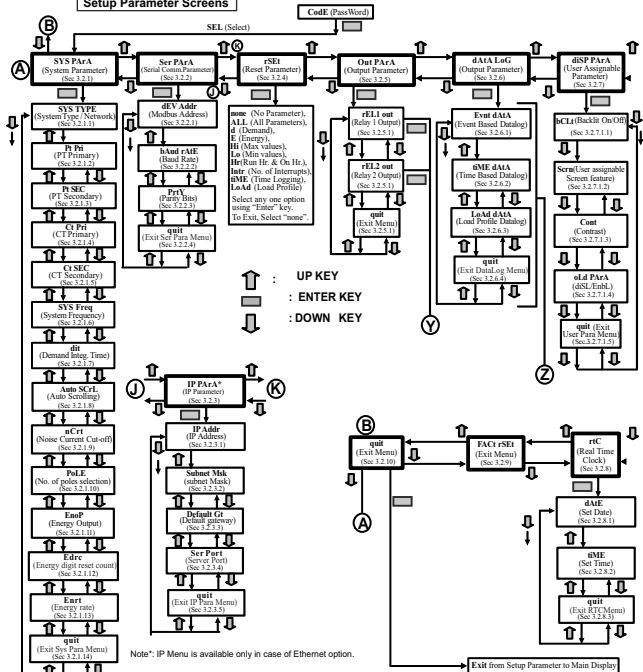 Setup Parameter Screens
CodE (PassWord)
SEL (Select)
B
A
SYS PArA
(System Parameter)
(Sec 3.2.1)
Ser PArA
(Serial Comm.Parameter)
(Sec 3.2.2)
K
J
rSEt
(Reset Parameter)
(Sec 3.2.4)
Out PArA
(Output Parameter)
(Sec 3.2.5)
dAtA LoG
(Output Parameter)
(Sec 3.2.6)
diSP PArA
(User Assignable
Parameter)
(Sec 3.2.7)
SYS TYPE
(System Type / Network)
(Sec 3.2.1.1)
Pt Pri
(PT Primary)
(Sec 3.2.1.2)
Pt SEC
(PT Secondary)
(Sec 3.2.1.3)
Ct Pri
(CT Primary)
(Sec 3.2.1.4)
Ct SEC
(CT Secondary)
(Sec 3.2.1.5)
SYS Freq
(System Frequency)
(Sec 3.2.1.6)
dit
(Demand Integ. Time)
(Sec 3.2.1.7)
Auto SCrL
(Auto Scrolling)
(Sec 3.2.1.8)
nCrt
(Noise Current Cut-off)
(Sec 3.2.1.9)
PoLE
(No. of poles selection)
(Sec 3.2.1.10)
EnoP
(Energy Output)
(Sec 3.2.1.11)
Edrc
(Energy digit reset count)
(Sec 3.2.1.12)
Enrt
(Energy rate)
(Sec 3.2.1.13)
quit
(Exit Sys Para Menu)
(Sec 3.2.1.14)
dEV Addr
(Modbus Address)
(Sec 3.2.2.1)
bAud rAtE
(Baud Rate)
(Sec 3.2.2.2)
PrtY
(Parity Bits)
(Sec 3.2.2.3)
quit
(Exit Ser Para Menu)
(Sec 3.2.2.4)
none (No Parameter),
ALL (All Parameters),
d (Demand),
E (Energy),
Hi (Max values),
Lo (Min values),
Hr(Run Hr. & On Hr.),
Intr (No. of Interrupts),
tiME (Time Logging),
LoAd (Load Profile)
Select any one option
using "Enter" key.
To Exit, Select "none".
rEL1 out
(Relay 1 Output)
(Sec 3.2.5.1)
rEL2 out
(Relay 2 Output)
(Sec 3.2.5.1)
quit
(Exit Menu)
(Sec 3.2.5.1)
Y
Evnt dAtA
(Event Based Datalog)
(Sec 3.2.6.1)
tiME dAtA
(Time Based Datalog)
(Sec 3.2.6.2)
LoAd dAtA
(Load Profile Datalog)
(Sec 3.2.6.3)
quit
(Exit DataLog Menu)
(Sec 3.2.6.4)
Z
bCLt(Backlit On/Off)
(Sec 3.2.7.1.1)
Scrn(User assignable
Screen feature)
(Sec 3.2.7.1.2)
Cont
(Contrast)
(Sec 3.2.7.1.3)
oLd PArA
(diSL/EnbL)
(Sec 3.2.7.1.4)
quit (Exit
User Para Menu)
(Sec.3.2.7.1.5)
: UP KEY
: ENTER KEY
: DOWN KEY
J
K
IP PArA*
(IP Parameter)
(Sec 3.2.3)
IP Addr
(IP Address)
(Sec 3.2.3.1)
Subnet Msk
(subnet Mask)
(Sec 3.2.3.2)
Default Gt
(Default gateway)
(Sec 3.2.3.3)
Ser Port
(Server Port)
(Sec 3.2.3.4)
quit
(Exit IP Para Menu)
(Sec 3.2.3.5)
Note*: IP Menu is available only in case of Ethernet option.
B
quit
(Exit Menu)
(Sec 3.2.10)
A
FACt rSEt
(Exit Menu)
(Sec 3.2.9)
rtC
(Real Time
Clock)
(Sec 3.2.8)
dAtE
(Set Date)
(Sec 3.2.8.1)
tiME
(Set Time)
(Sec 3.2.8.2)
quit
(Exit RTCMenu)
(Sec 3.2.8.3)
Exit from Setup Parameter to Main Display